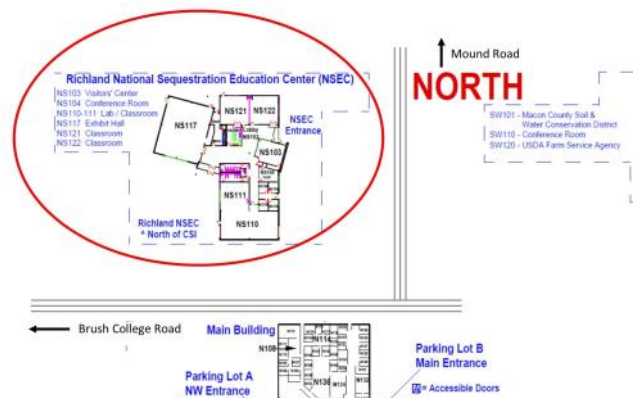 Mound Road
NORTH
Richland National Sequestration Education Center (NSEC)
NS103 Visitors' Center
NS104 Conference Room
NS110-111 Lab / Classroom
NS117 Exhibit Hall
NS121 Classroom
NS122 Classroom
NS121
NS122
NS117
Lobby
NS103
NSEC
Entrance
NS111
NS110
Richland NSEC
^ North of CSI
SW101 - Macon County Soil &
Water Conservation District
SW110 - Conference Room
SW120 - USDA Farm Service Agency
Brush College Road
Main Building
N108
N114
N136
N134
N132
Parking Lot A
NW Entrance
Parking Lot B
Main Entrance
= Accessible Doors